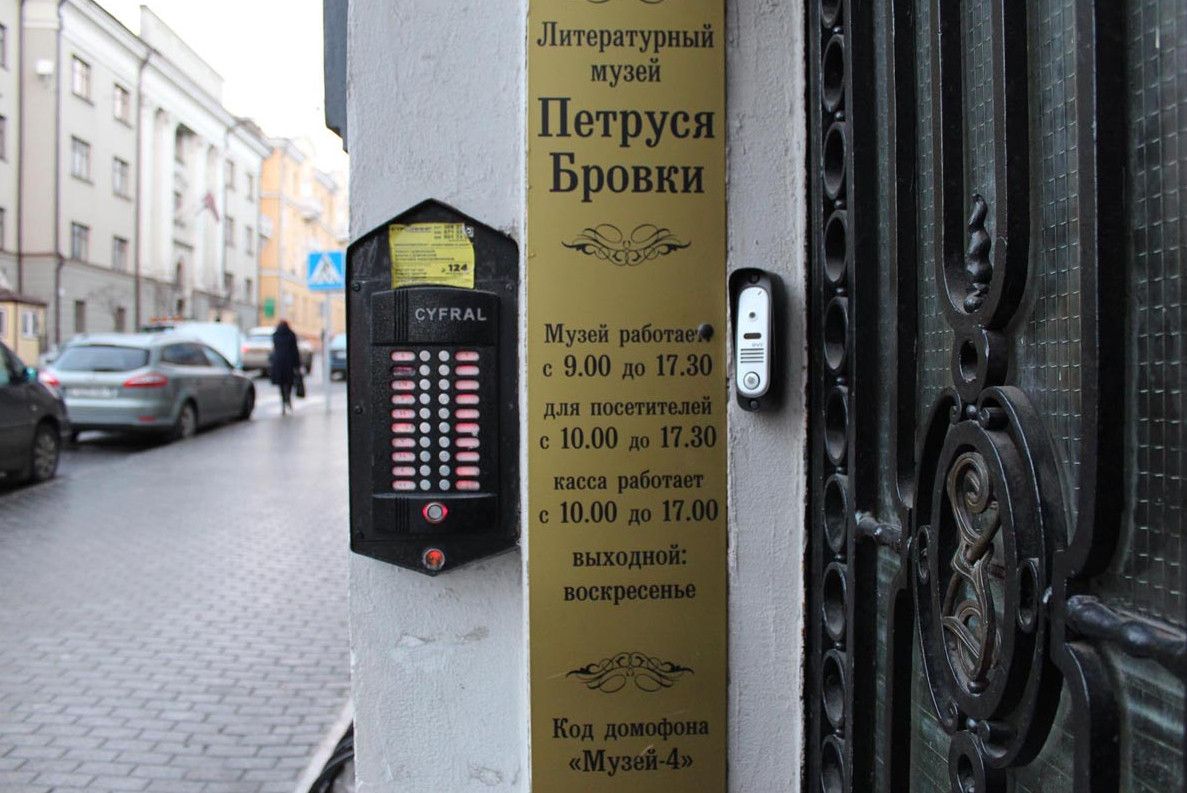 Литературный
музей
Петруся
Бровки
Музей работает
с 9.00 до 17.30
для посетителей
с 10.00 до 17.30
касса работает
с 10.00 до 17.00
выходной:
воскресенье
Код домофона
«Музей-4»
CYFRAL
124